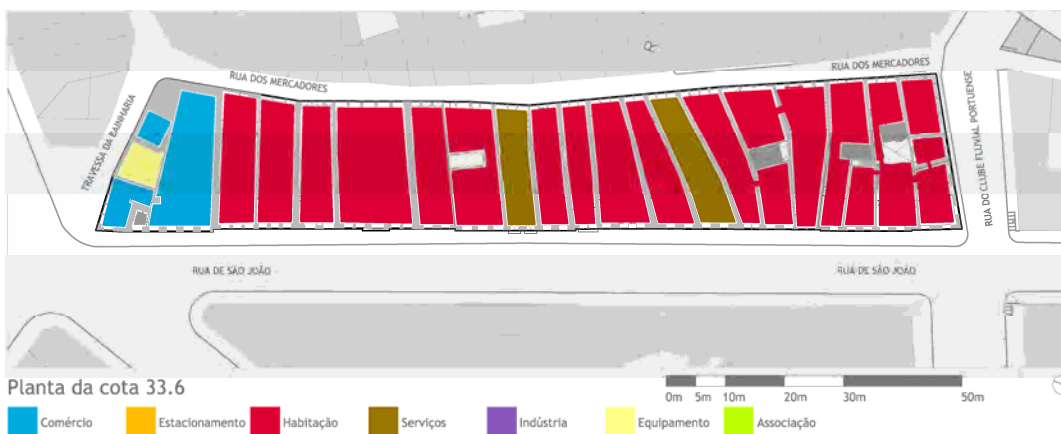 RUA DOS MERCADORES
RUA DOS MERCADORES
TRAVESSA DA BAINHARIA
RUA DO CLUBE FLUVIAL PORTUENSE
RUA DE SÃO JOÃO
RUA DE SÃO JOÃO
Planta da cota 33.6
0m 5m 10m 20m 30m 50m
Comércio Estacionamento Habitação Serviços Indústria Equipamento Associação